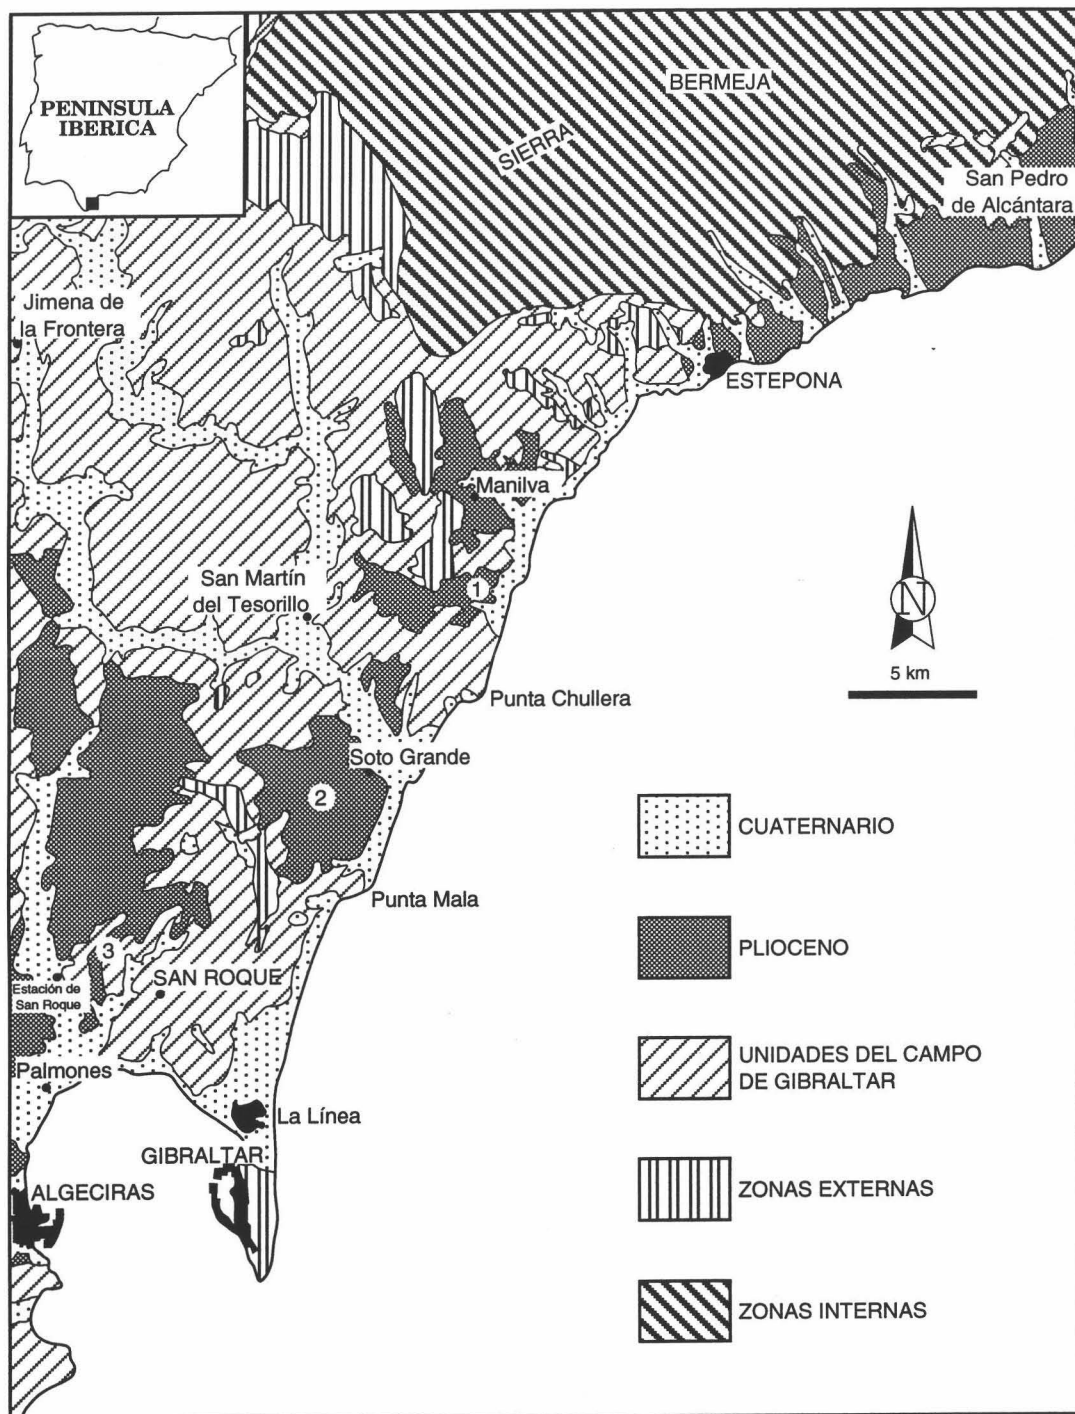 PENINSULA
IBERICA
BERMEJA
SIERRA
San Pedro
de Alcántara
Jimena de
la Frontera
ESTEPONA
Manilva
1
San Martín
del Tesorillo
N
5 km
Punta Chullera
Soto Grande
2
CUATERNARIO
Punta Mala
PLIOCENO
3
SAN ROQUE
Estación de
San Roque
UNIDADES DEL CAMPO
DE GIBRALTAR
Palmones
La Línea
GIBRALTAR
ALGECIRAS
ZONAS EXTERNAS
ZONAS INTERNAS